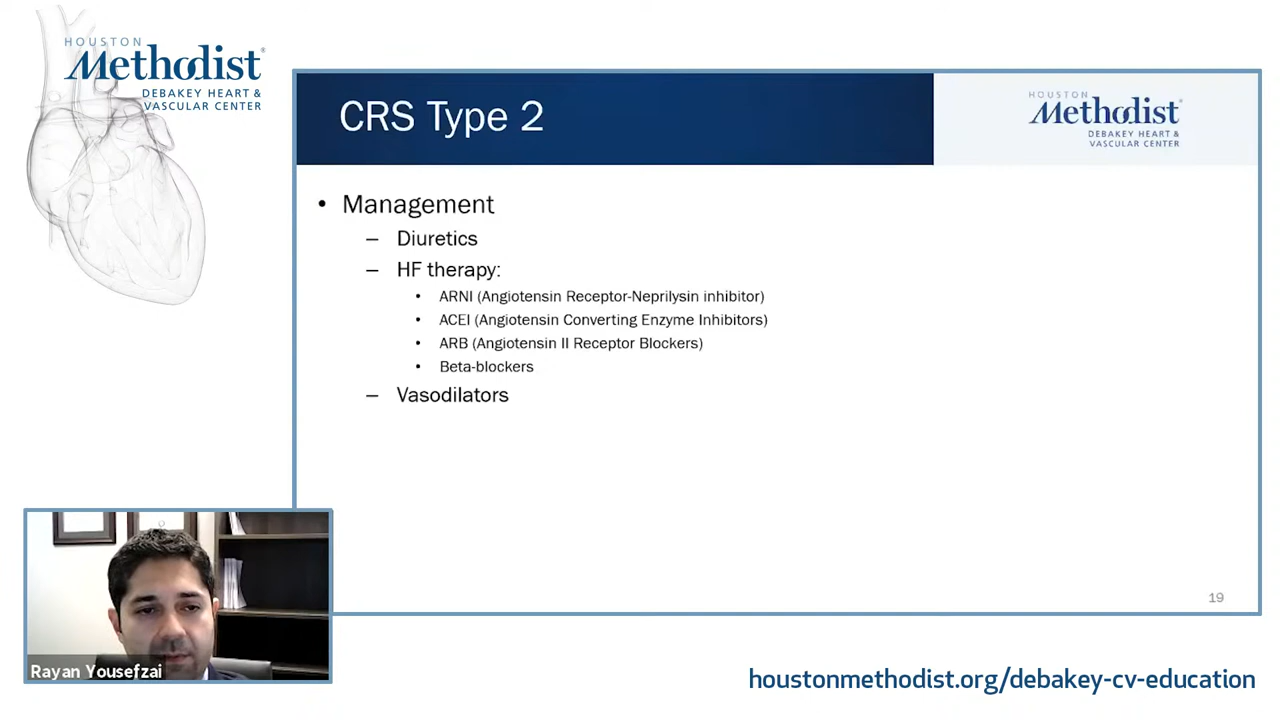 HOUSTON
Methodist®
DEBAKEY HEART &
VASCULAR CENTER
CRS Type 2
HOUSTON
Methodist®
DEBAKEY HEART &
VASCULAR CENTER
• Management
– Diuretics
– HF therapy:
• ARNI (Angiotensin Receptor-Neprilysin inhibitor)
• ACEI (Angiotensin Converting Enzyme Inhibitors)
• ARB (Angiotensin II Receptor Blockers)
• Beta-blockers
– Vasodilators
19
Rayan Yousefzai
houstonmethodist.org/debakey-cv-education